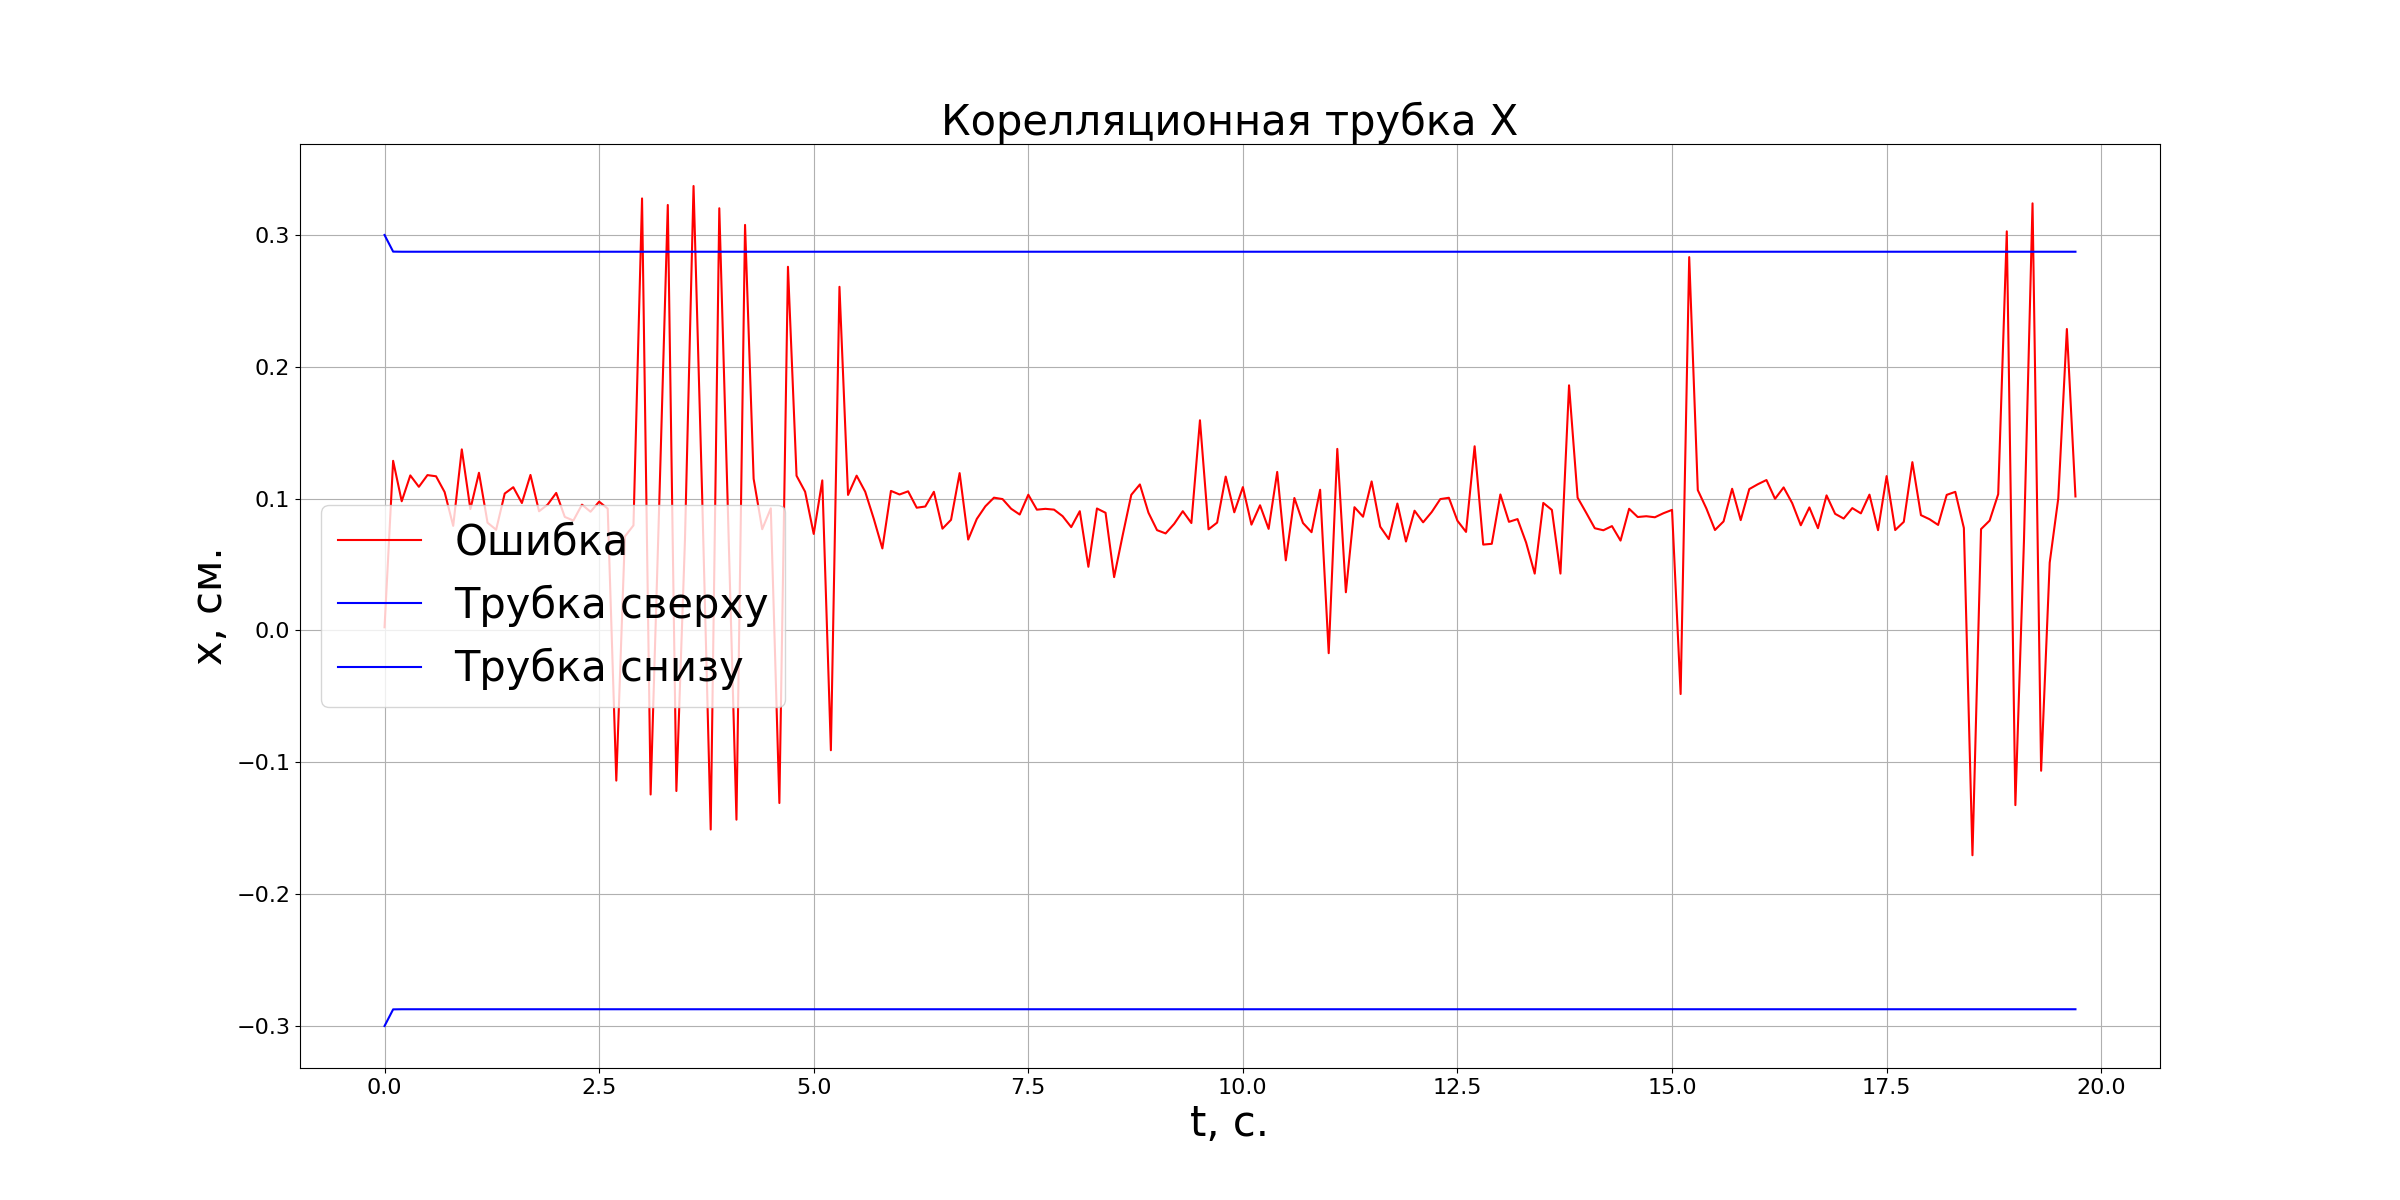 Корелляционная трубка X
x, см.
0.3
0.2
0.1
0.0
−0.1
−0.2
−0.3
Ошибка
Трубка сверху
Трубка снизу
0.0 2.5 5.0 7.5 10.0 12.5 15.0 17.5 20.0
t, с.